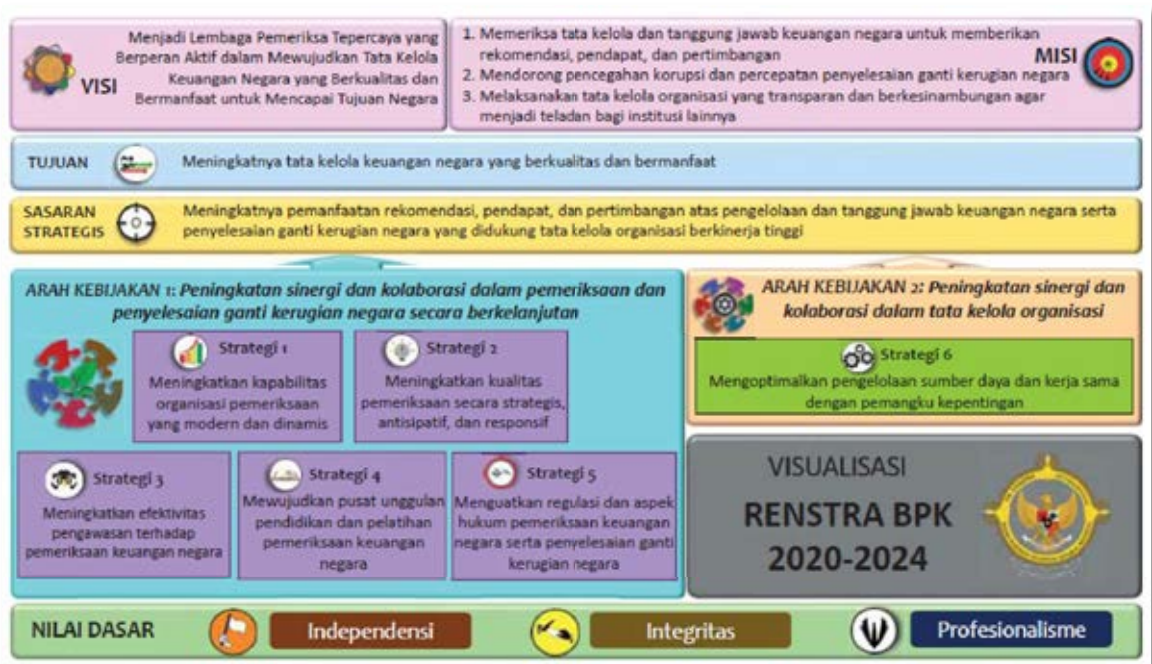 VISI
Menjadi Lembaga Pemeriksa Tepercaya yang
Berperan Aktif dalam Mewujudkan Tata Kelola
Keuangan Negara yang Berkualitas dan
Bermanfaat untuk Mencapai Tujuan Negara
MISI
1. Memeriksa tata kelola dan tanggung jawab keuangan negara untuk memberikan
rekomendasi, pendapat, dan pertimbangan
2. Mendorong pencegahan korupsi dan percepatan penyelesaian ganti kerugian negara
3. Melaksanakan tata kelola organisasi yang transparan dan berkesinambungan agar
menjadi teladan bagi institusi lainnya
TUJUAN
Meningkatnya tata kelola keuangan negara yang berkualitas dan bermanfaat
SASARAN
STRATEGIS
Meningkatnya pemanfaatan rekomendasi, pendapat, dan pertimbangan atas pengelolaan dan tanggung jawab keuangan negara serta
penyelesaian ganti kerugian negara yang didukung tata kelola organisasi berkinerja tinggi
ARAH KEBIJAKAN 1: Peningkatan sinergi dan kolaborasi dalam pemeriksaan dan
penyelesaian ganti kerugian negara secara berkelanjutan
Strategi 1
Meningkatkan kapabilitas
organisasi pemeriksaan
yang modern dan dinamis
Strategi 2
Meningkatkan kualitas
pemeriksaan secara strategis,
antisipatif, dan responsif
Strategi 3
Meningkatkan efektivitas
pengawasan terhadap
pemeriksaan keuangan negara
Strategi 4
Mewujudkan pusat unggulan
pendidikan dan pelatihan
pemeriksaan keuangan
negara
Strategi 5
Menguatkan regulasi dan aspek
hukum pemeriksaan keuangan
negara serta penyelesaian ganti
kerugian negara
ARAH KEBIJAKAN 2: Peningkatan sinergi dan
kolaborasi dalam tata kelola organisasi
Strategi 6
Mengoptimalkan pengelolaan sumber daya dan kerja sama
dengan pemangku kepentingan
VISUALISASI
RENSTRA BPK
2020-2024
NILAI DASAR
Independensi
Integritas
Profesionalisme